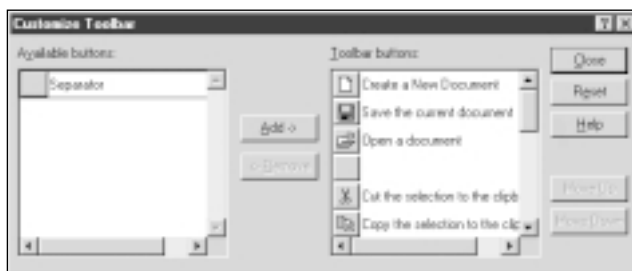 Customize Toolbar
Available buttons:
Separator
Add ->
<- Remove
Toolbar buttons:
Create a New Document
Save the current document
Open a document
Cut the selection to the clipb
Copy the selection to the clip
Close
Reset
Help
Move Up
Move Down